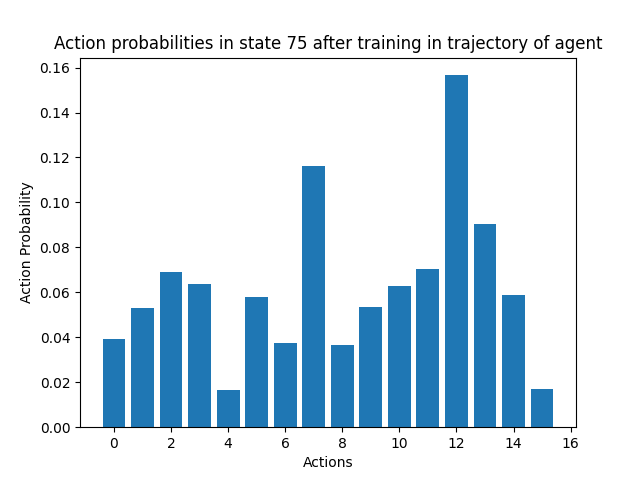 Action probabilities in state 75 after training in trajectory of agent
0.16
0.14
0.12
0.10
0.08
0.06
0.04
0.02
0.00
Action Probability
0 2 4 6 8 10 12 14 16
Actions